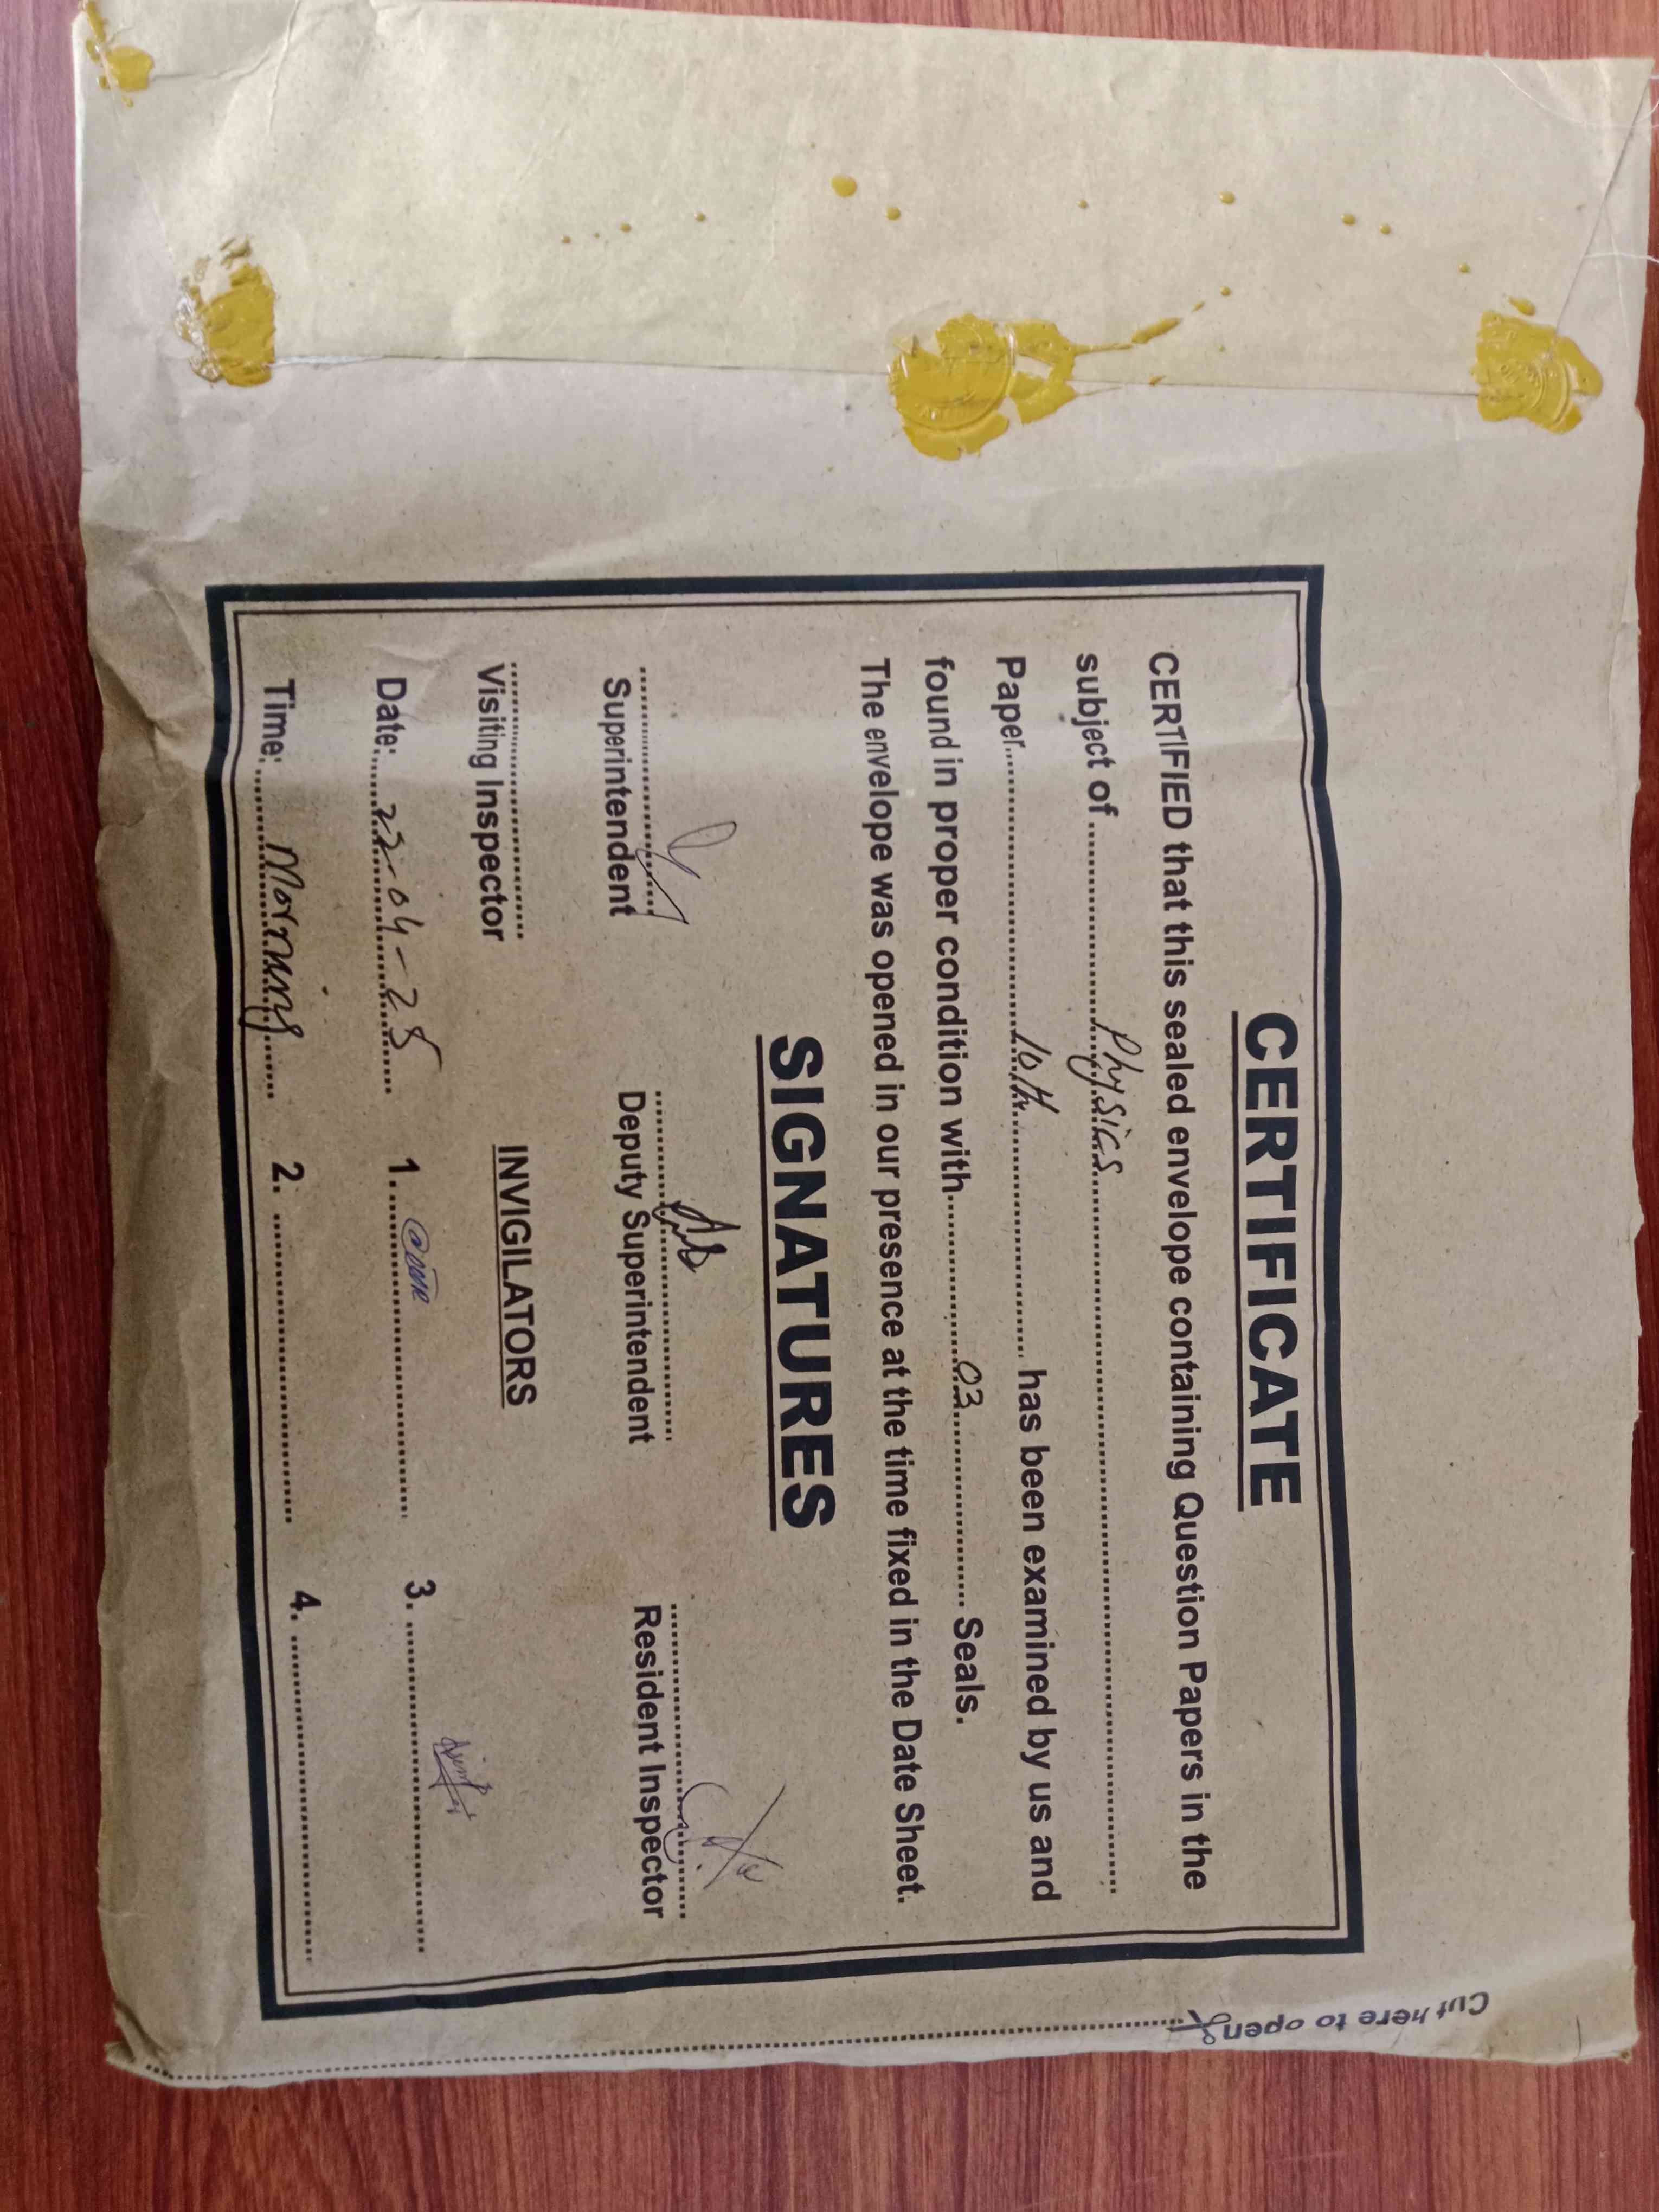 CERTIFICATE
CERTIFIED that this sealed envelope containing Question Papers in the
subject of ........ Physics ........
Paper........ 10th ........ has been examined by us and
found in proper condition with........ 03 ........ Seals.
The envelope was opened in our presence at the time fixed in the Date Sheet.
SIGNATURES
Superintendent Deputy Superintendent Resident Inspector
Visiting Inspector
INVIGILATORS
Date:..... 22-04-25 ..... 1. ........ 3. ........
Time:..... Morning ..... 2. ........ 4. ........
Cut here to open